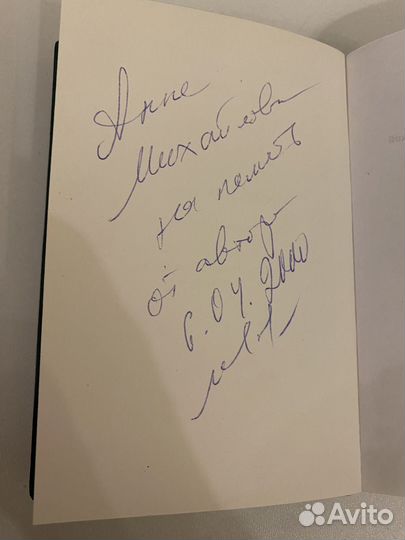 Анне
Михайловне
на память
от автора
6.04.2000
Avito